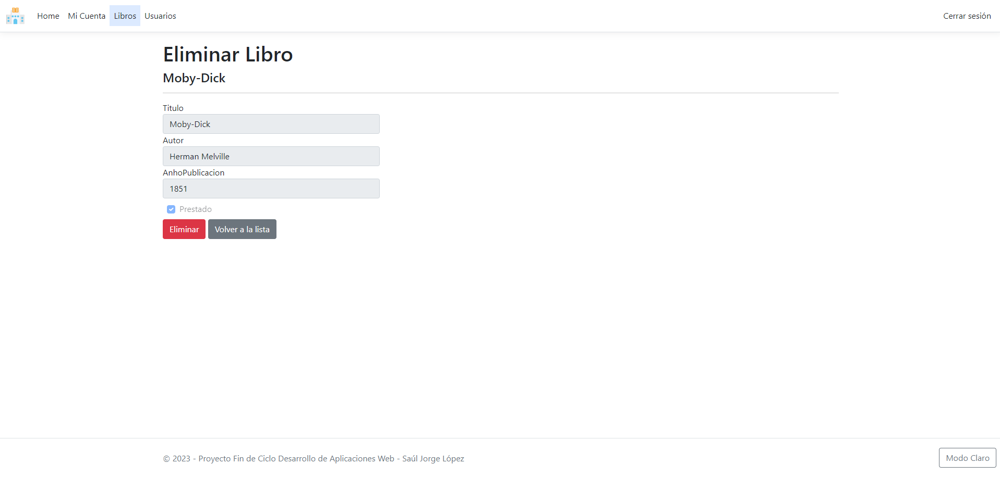 Home Mi Cuenta Libros Usuarios Cerrar sesión
Eliminar Libro
Moby-Dick
Titulo
Moby-Dick
Autor
Herman Melville
AnhoPublicacion
1851
Prestado
Eliminar Volver a la lista
© 2023 - Proyecto Fin de Ciclo Desarrollo de Aplicaciones Web - Saúl Jorge López
Modo Claro